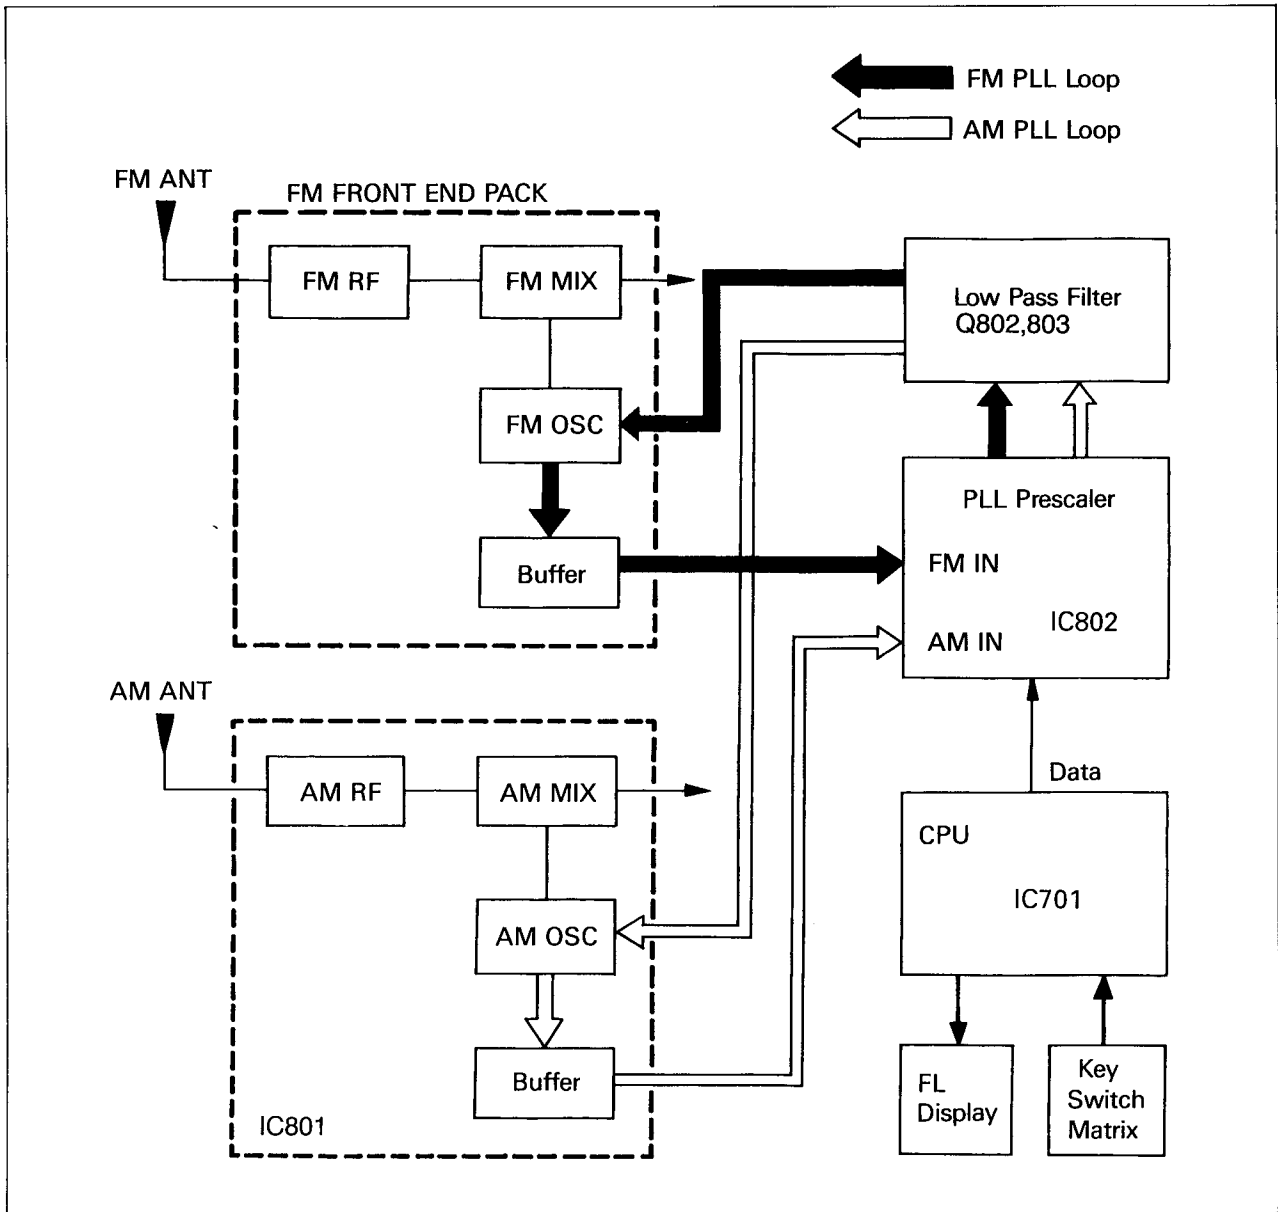 FM PLL Loop
AM PLL Loop
FM ANT
FM FRONT END PACK
FM RF
FM MIX
Low Pass Filter
Q802,803
FM OSC
PLL Prescaler
Buffer
FM IN
IC802
AM IN
AM ANT
AM RF
AM MIX
Data
CPU
IC701
AM OSC
Buffer
FL
Display
Key
Switch
Matrix
IC801